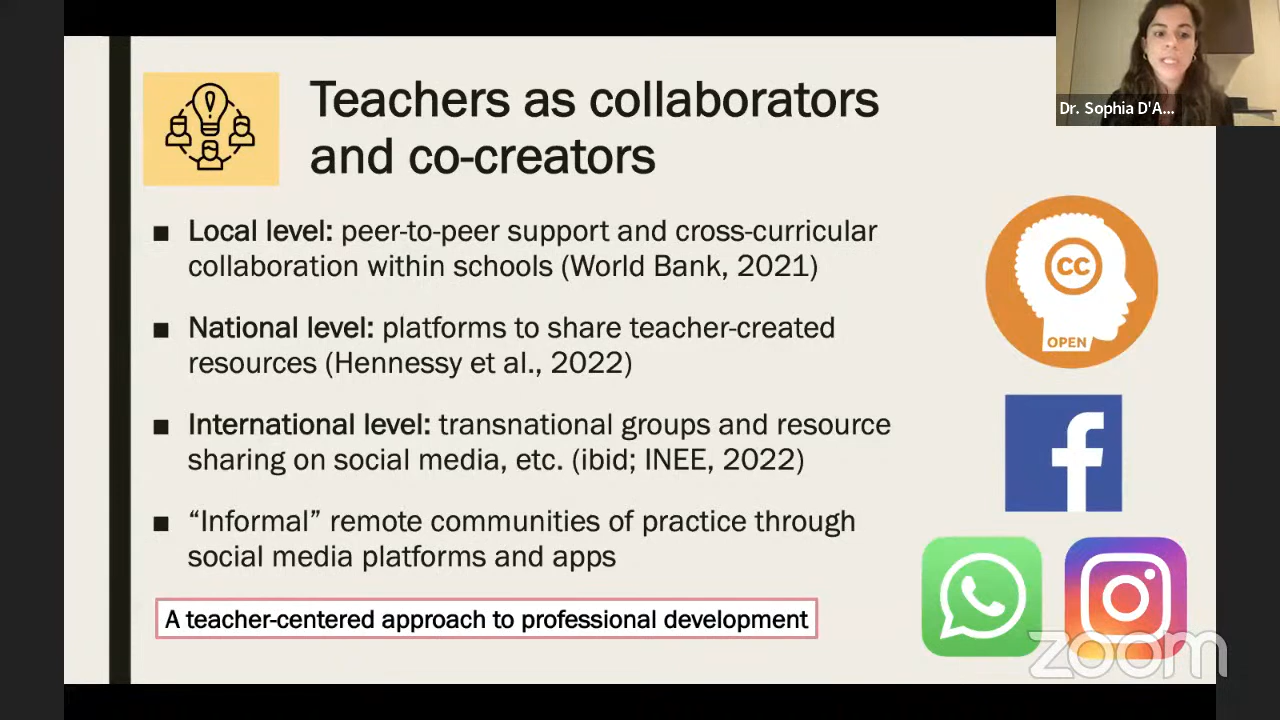 Teachers as collaborators
and co-creators
Dr. Sophia D'A...
■ Local level: peer-to-peer support and cross-curricular
collaboration within schools (World Bank, 2021)
■ National level: platforms to share teacher-created
resources (Hennessy et al., 2022)
■ International level: transnational groups and resource
sharing on social media, etc. (ibid; INEE, 2022)
■ “Informal” remote communities of practice through
social media platforms and apps
A teacher-centered approach to professional development
CC
OPEN
f
zoom